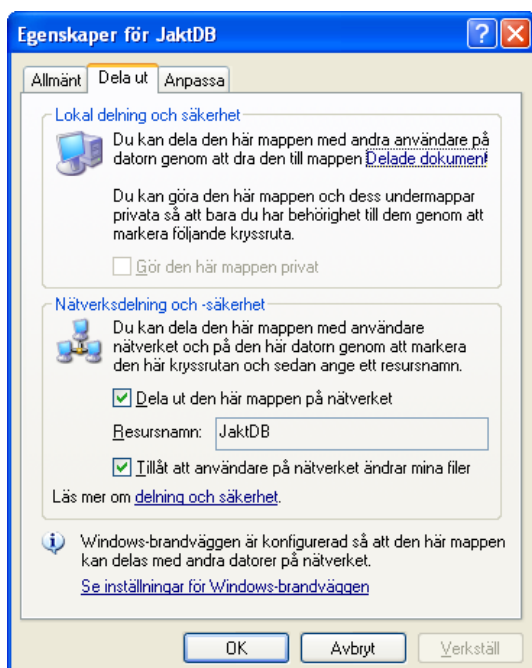 Egenskaper för JaktDB
Allmänt Dela ut Anpassa
Lokal delning och säkerhet
Du kan dela den här mappen med andra användare på
datorn genom att dra den till mappen Delade dokument
Du kan göra den här mappen och dess undermappar
privata så att bara du har behörighet till dem genom att
markera följande kryssruta.
Gör den här mappen privat
Nätverksdelning och -säkerhet
Du kan dela den här mappen med användare
nätverket och på den här datorn genom att markera
den här kryssrutan och sedan ange ett resursnamn.
Dela ut den här mappen på nätverket
Resursnamn: JaktDB
Tillåt att användare på nätverket ändrar mina filer
Läs mer om delning och säkerhet.
Windows-brandväggen är konfigurerad så att den här mappen
kan delas med andra datorer på nätverket.
Se inställningar för Windows-brandväggen
OK Avbryt Verkställ